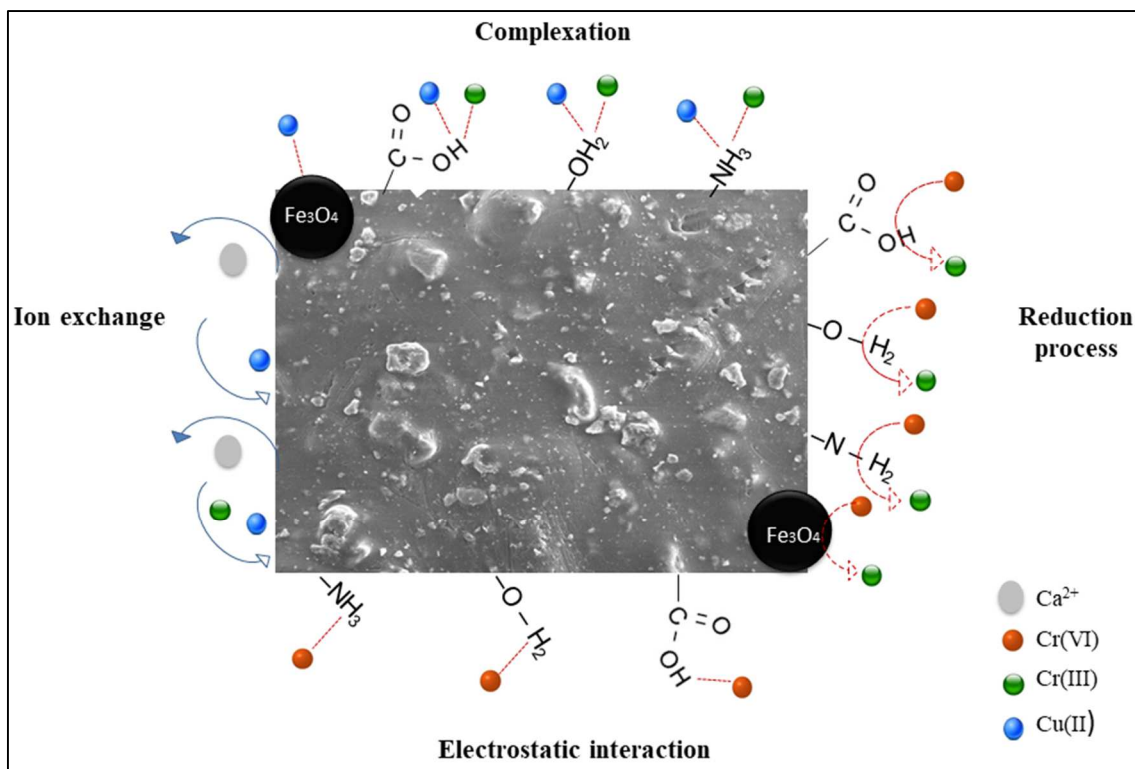 Complexation
O
C
OH
OH₂
NH₃
Fe₃O₄
O
C
OH
Ion exchange
O
H₂
Reduction
process
N
H₂
Fe₃O₄
NH₃
O
H₂
C
O
OH
Ca²⁺
Cr(VI)
Cr(III)
Cu(II)
Electrostatic interaction